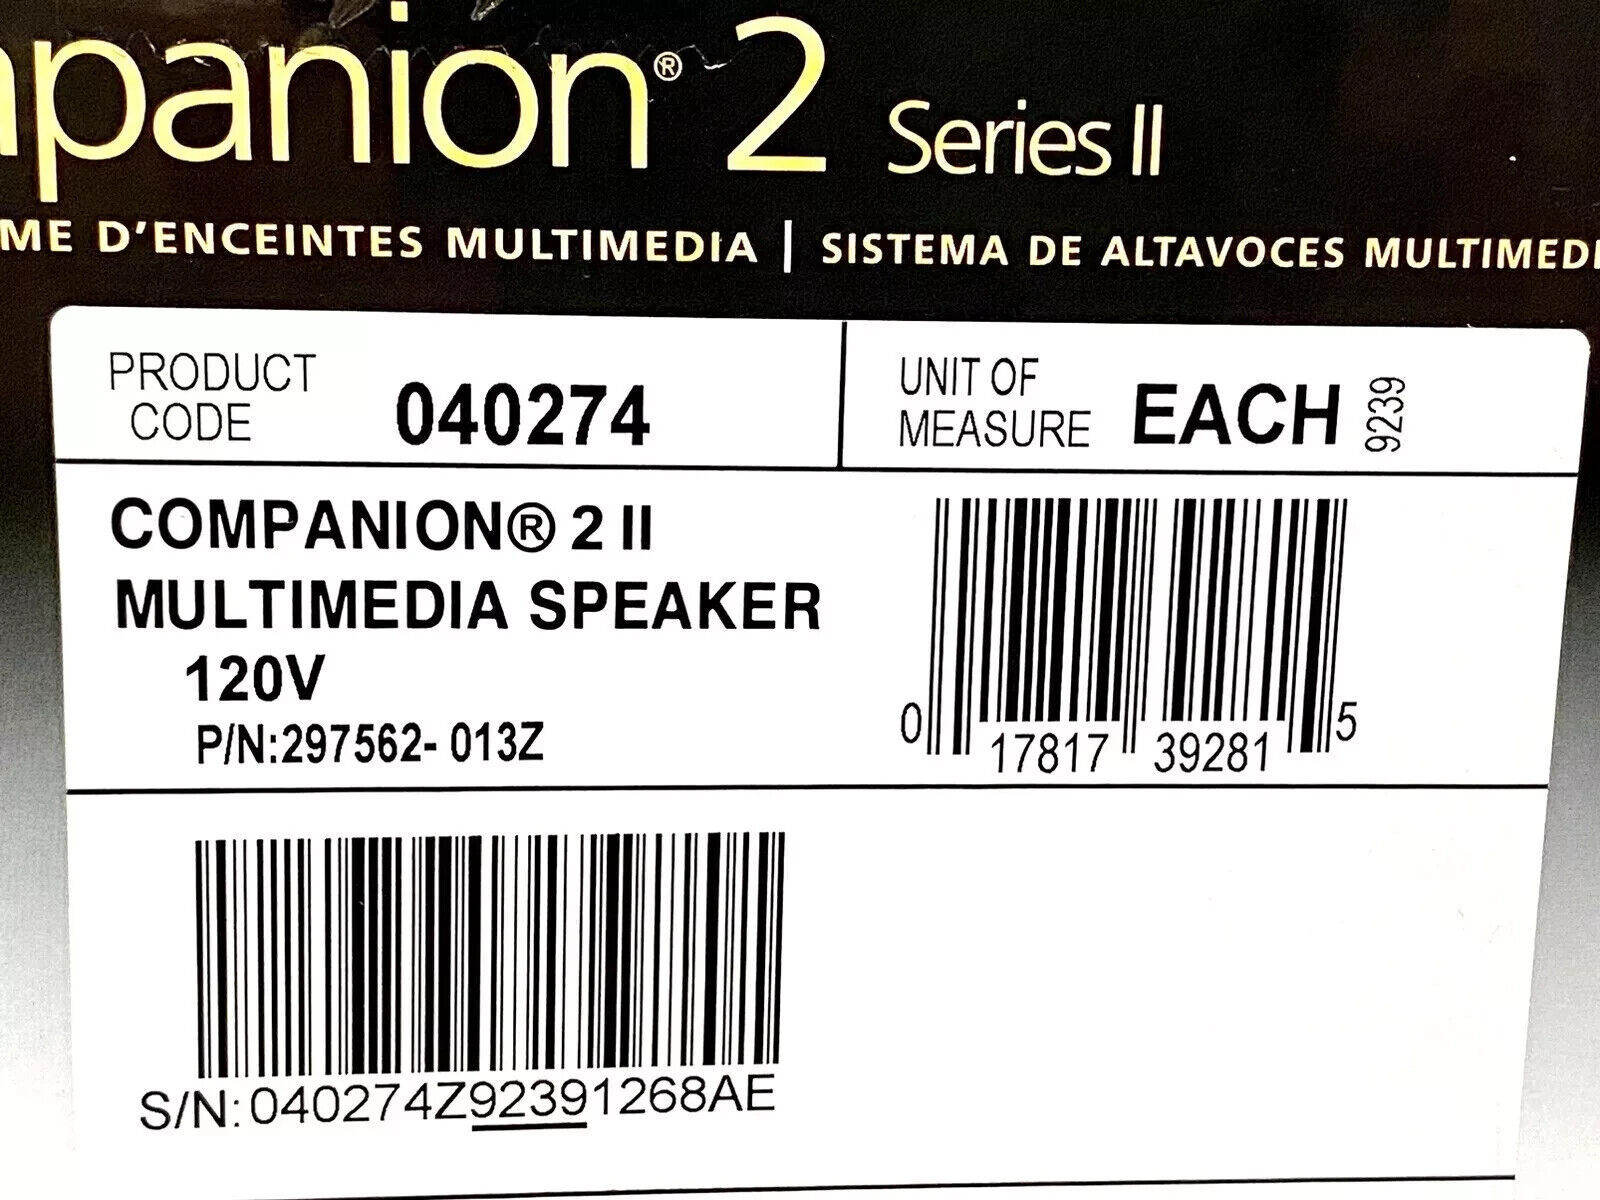 mpanion® 2 Series II
ME D'ENCEINTES MULTIMEDIA | SISTEMA DE ALTAVOCES MULTIMEDI
PRODUCT CODE 040274
UNIT OF MEASURE EACH 9239
COMPANION® 2 II
MULTIMEDIA SPEAKER
120V
P/N:297562- 013Z
0 17817 39281 5
S/N:040274Z92391268AE